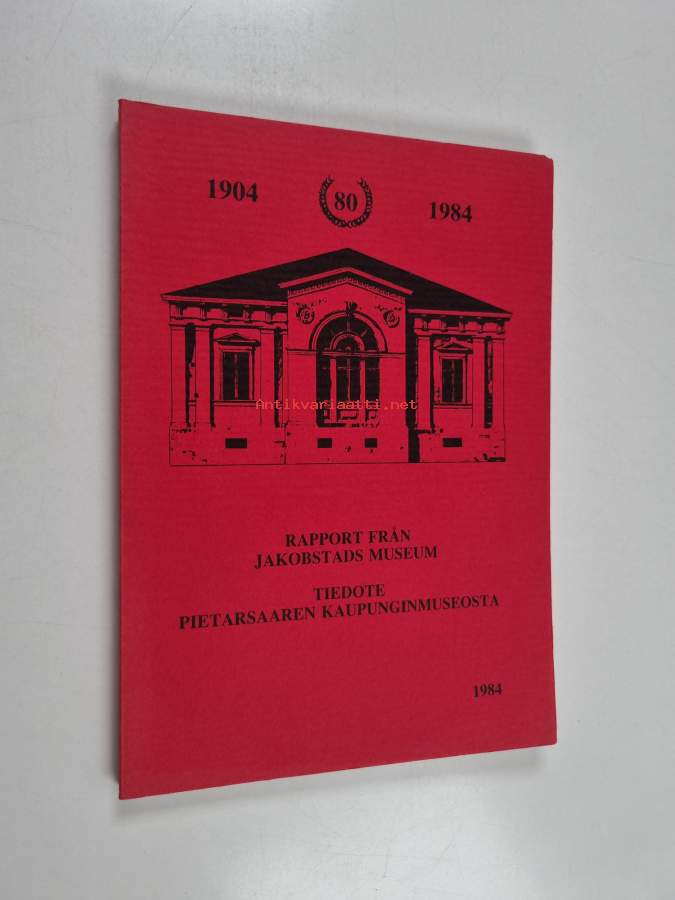 1904
80
1984
Antikvariaatti.net
RAPPORT FRÅN
JAKOBSTADS MUSEUM
TIEDOTE
PIETARSAAREN KAUPUNGINMUSEOSTA
1984